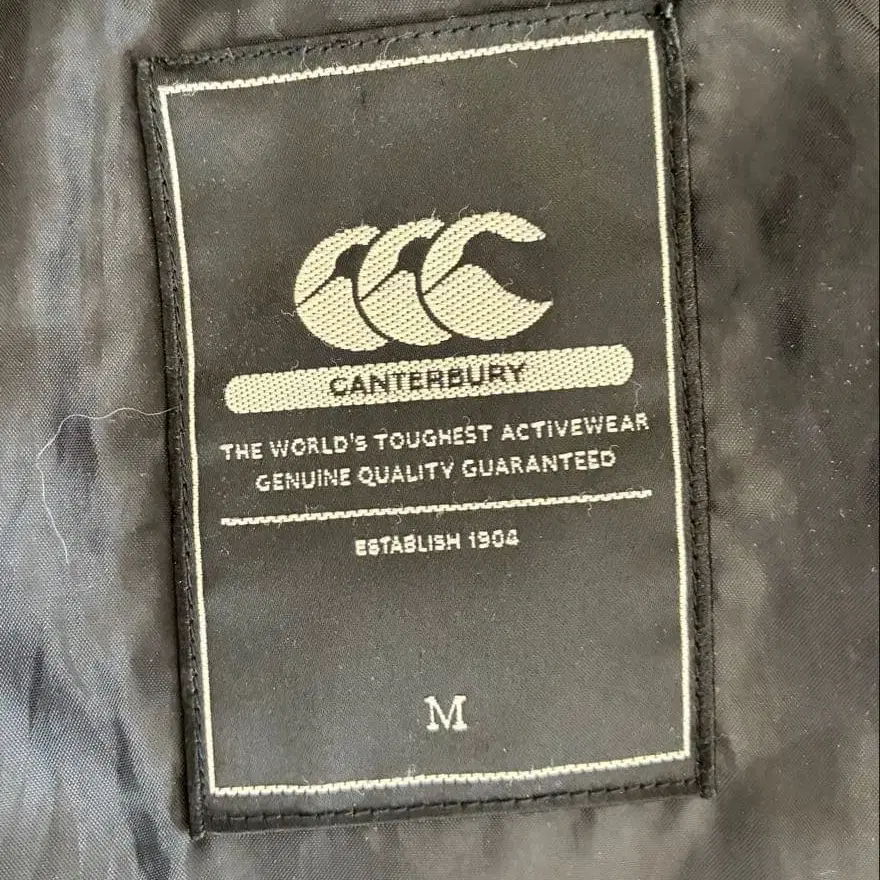 CANTERBURY
THE WORLD'S TOUGHEST ACTIVEWEAR
GENUINE QUALITY GUARANTEED
ESTABLISH 1904
M